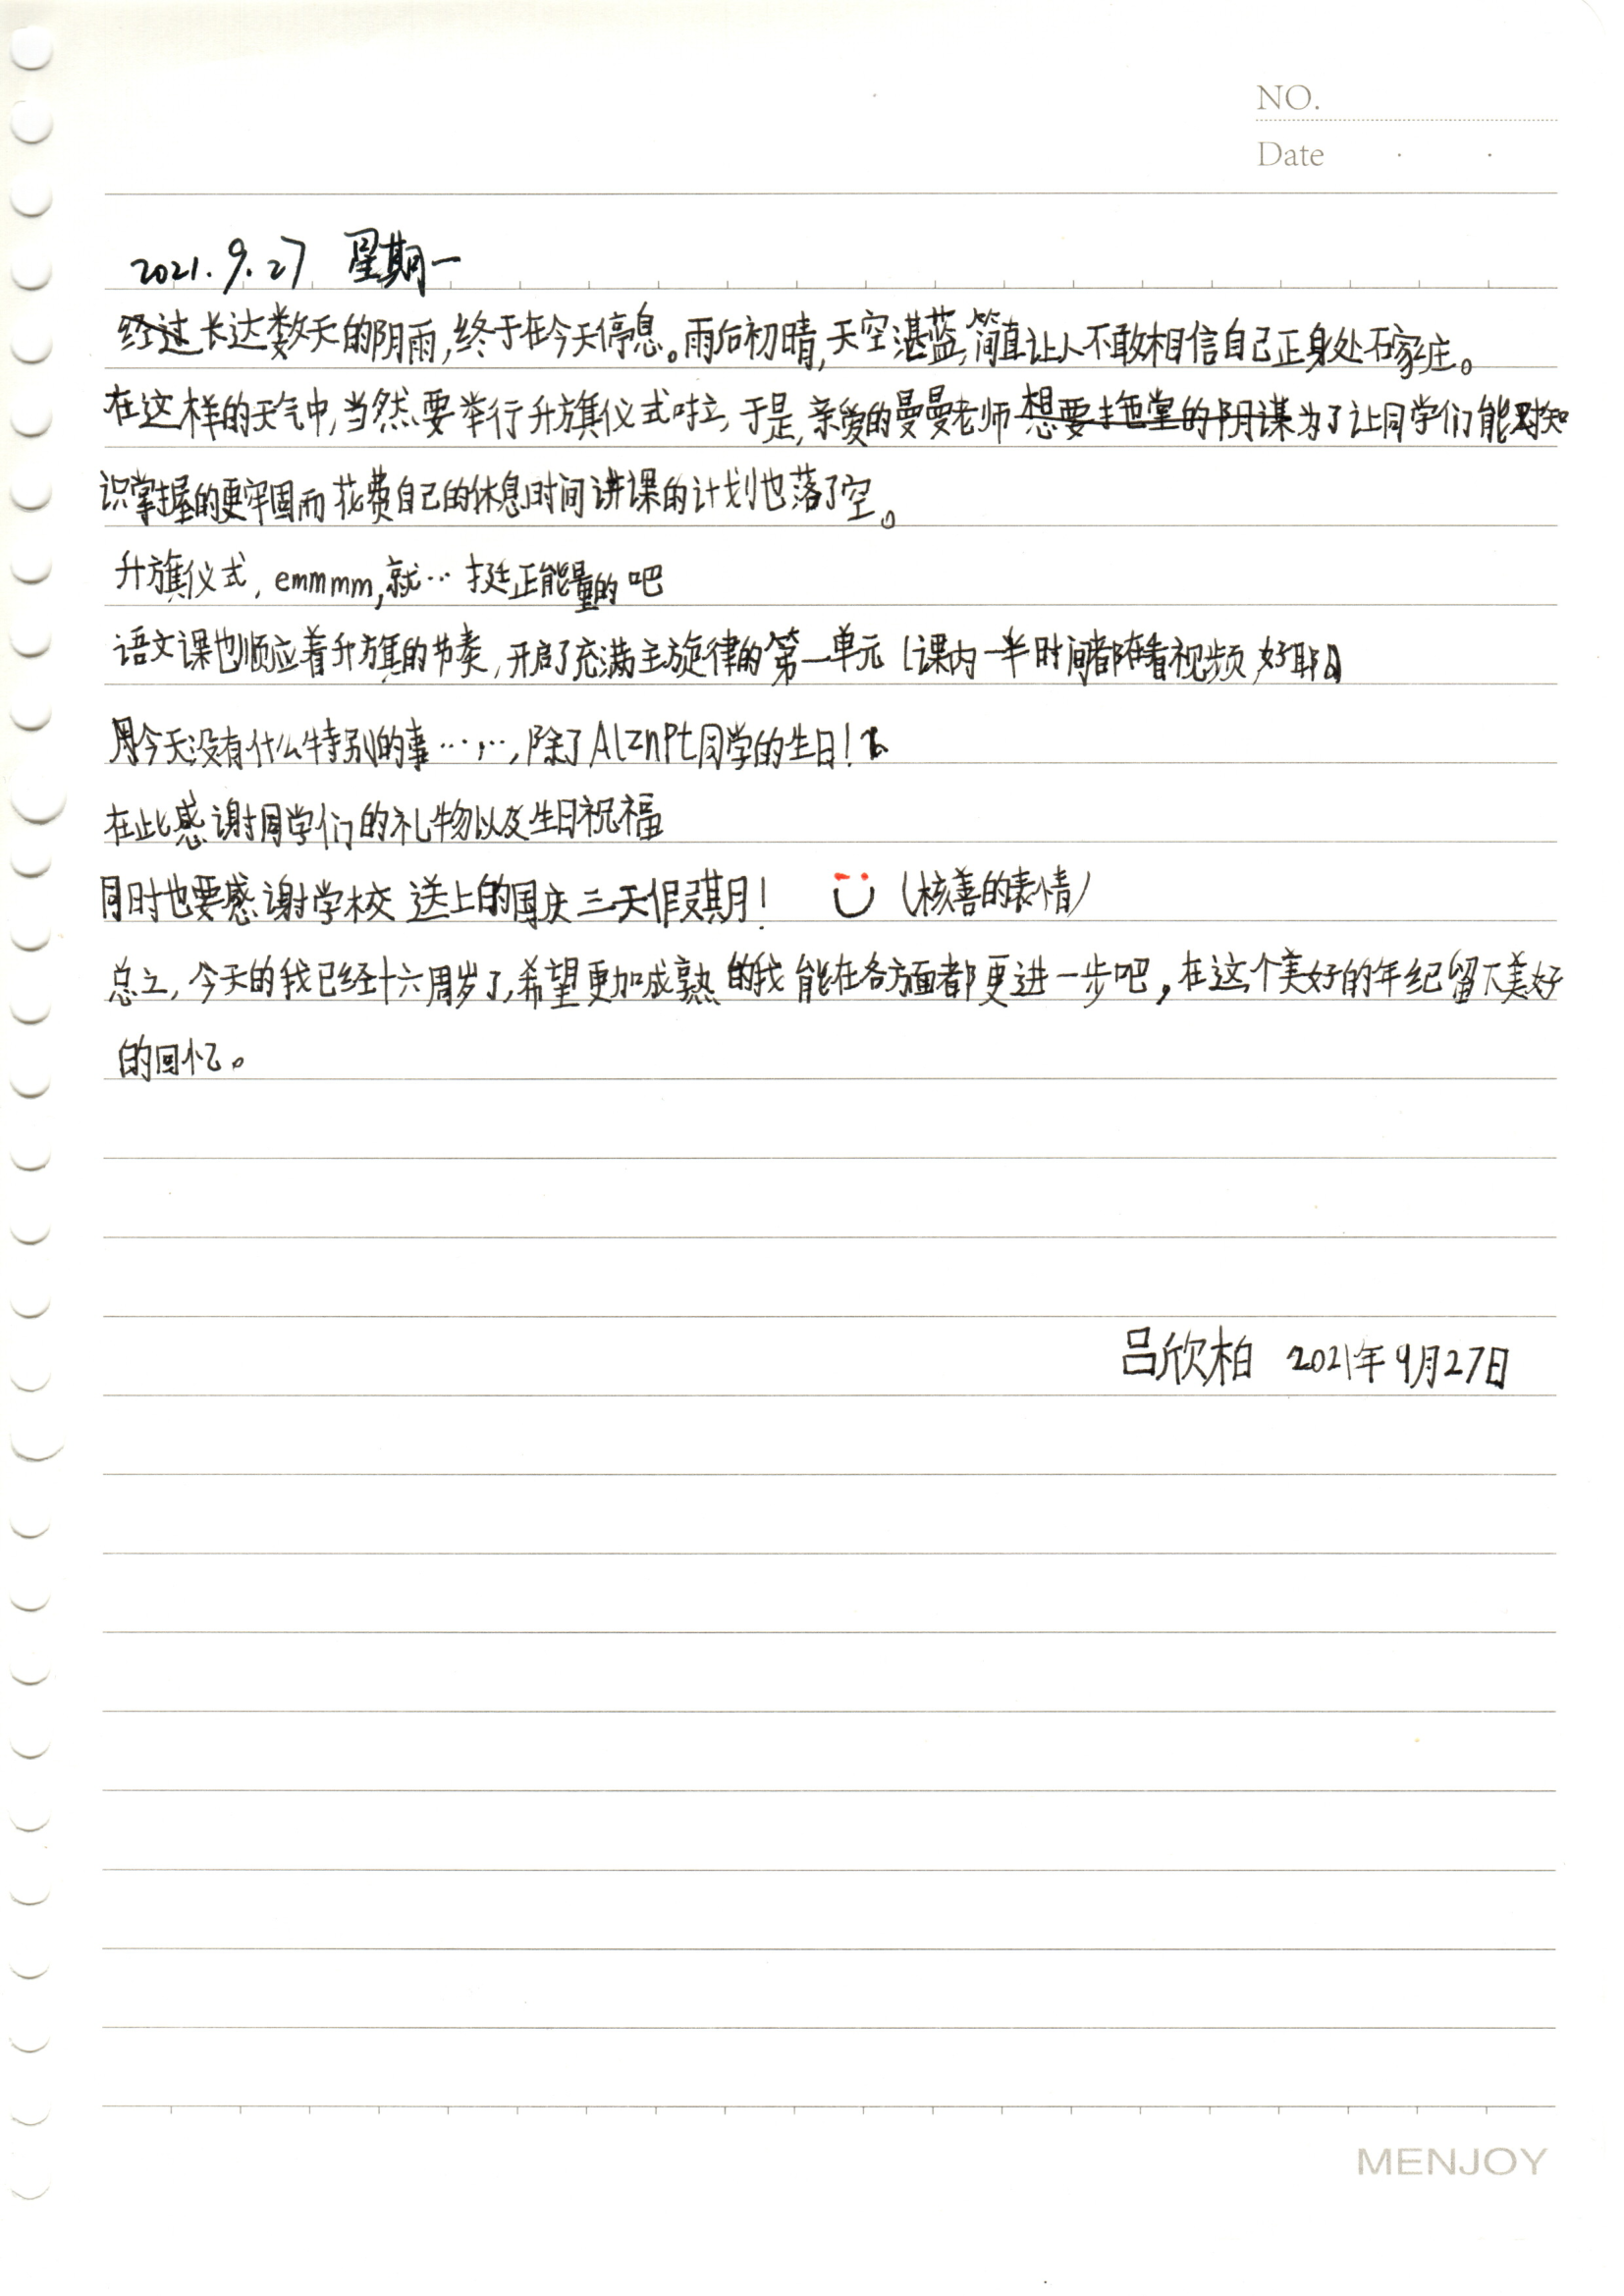 NO.
Date
2021.9.27 星期一
经过长达数天的阴雨,终于在今天停息。雨后初晴,天空湛蓝,简直让人不敢相信自己正身处石家庄。
在这样的天气中,当然要举行升旗仪式啦,于是,亲爱的曼曼老师想要占的阴谋为了让同学们能对知
识掌握的更牢固而花费自己的休息时间讲课的计划也落了空。
升旗仪式,emmmm,就…挺正能量的吧
语文课也顺应着升旗的节奏,开启了充满主旋律的第一单元(课内一半时间都在看视频,好耶)
今天没有什么特别的事……,除了AlznPt同学的生日!
在此感谢同学们的礼物以及生日祝福
同时也要感谢学校送上的国庆三天假期! (核善的表情)
总之,今天的我已经十六周岁了,希望更加成熟的我能在各方面都更进一步吧,在这个美好的年纪留下美好
的回忆。
吕欣柏 2021年9月27日
MENJOY